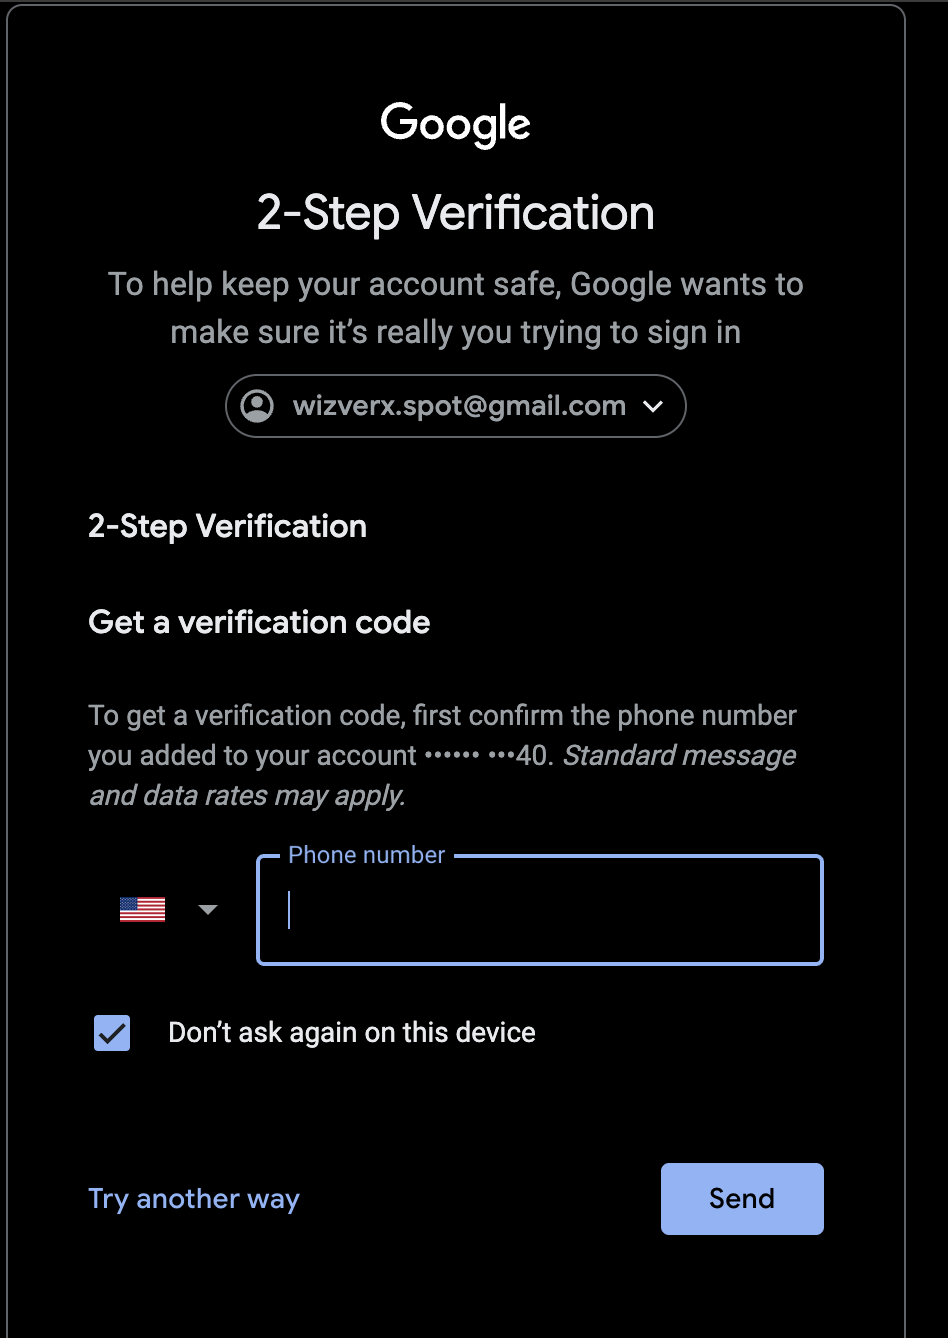 Google
2-Step Verification
To help keep your account safe, Google wants to
make sure it’s really you trying to sign in
wizverx.spot@gmail.com
2-Step Verification
Get a verification code
To get a verification code, first confirm the phone number
you added to your account •••••• •••40. Standard message
and data rates may apply.
Phone number
Don’t ask again on this device
Try another way
Send